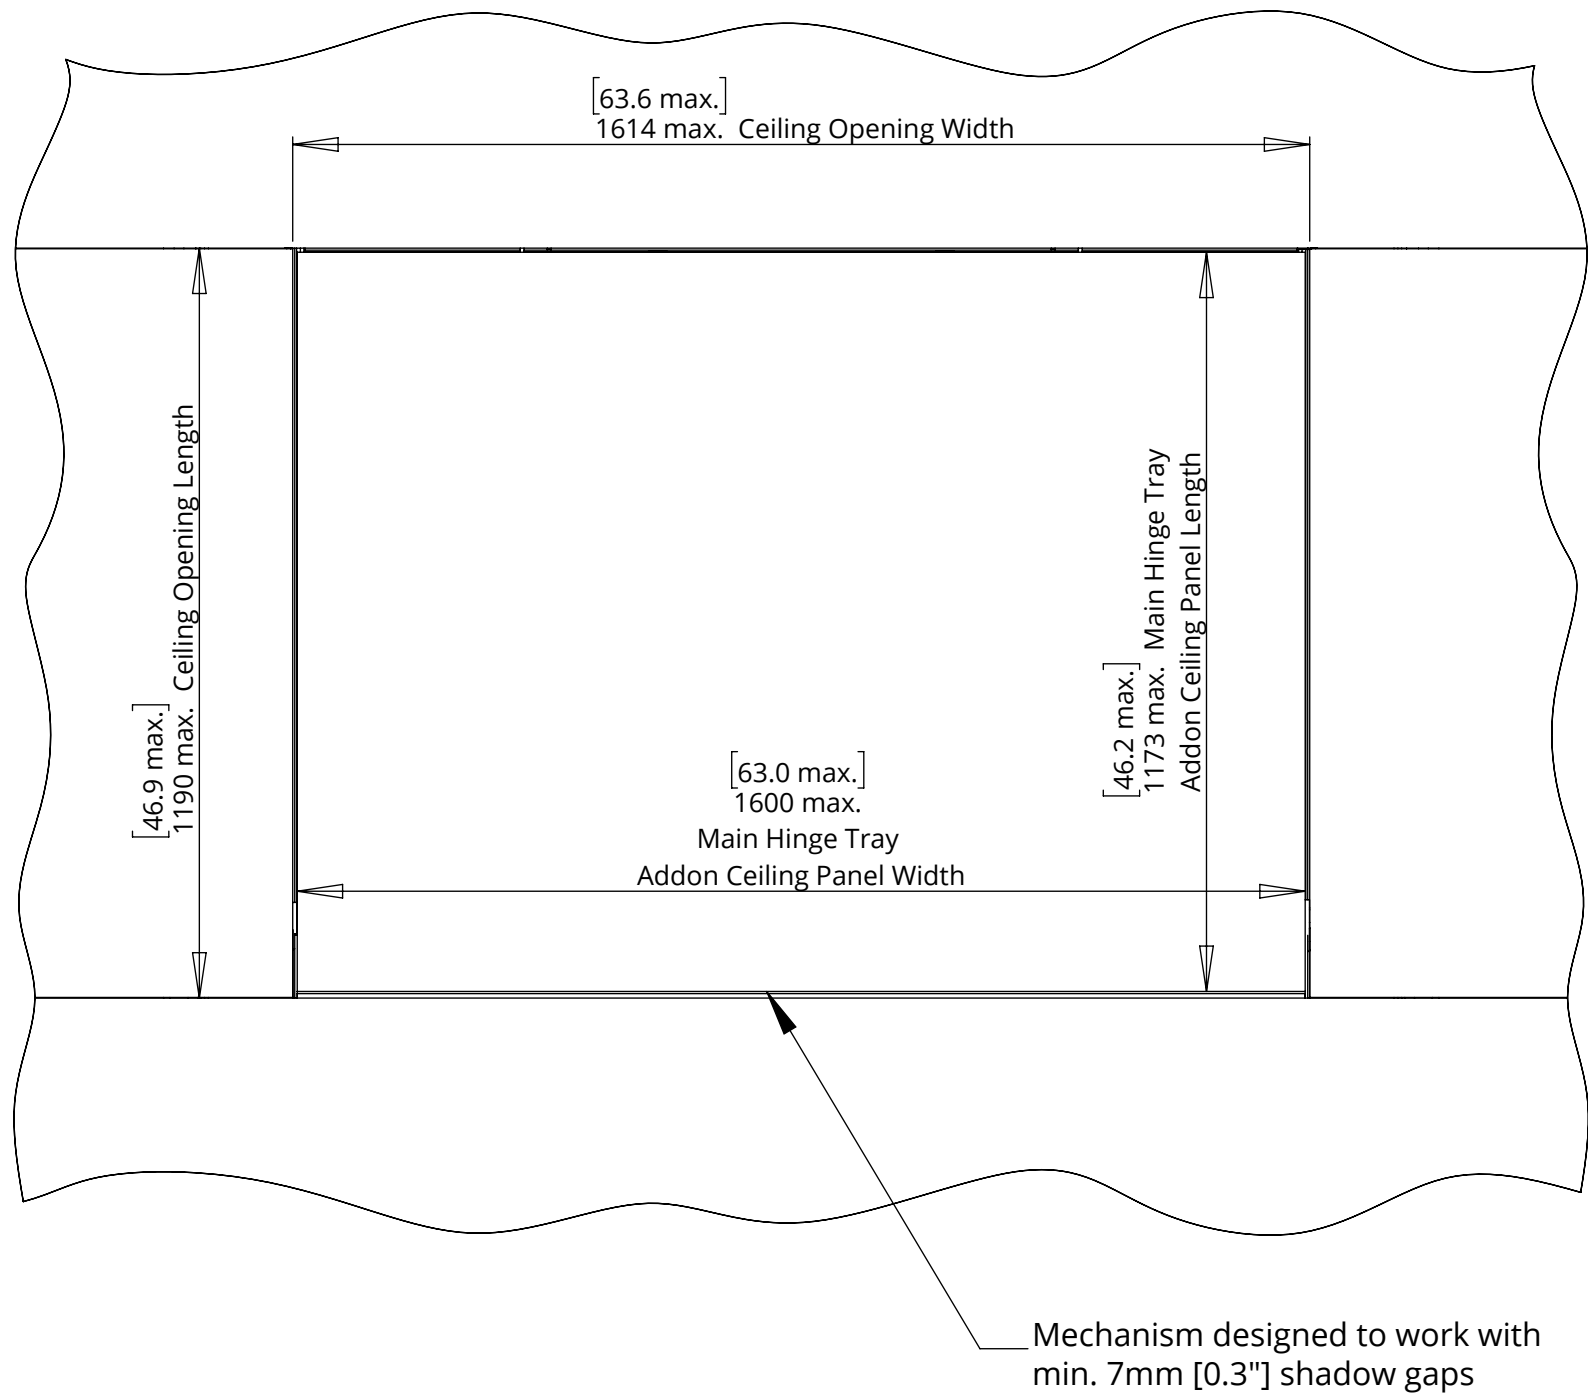 [63.6 max.]
1614 max. Ceiling Opening Width
[46.9 max.]
1190 max. Ceiling Opening Length
[46.2 max.]
1173 max. Main Hinge Tray
Addon Ceiling Panel Length
[63.0 max.]
1600 max.
Main Hinge Tray
Addon Ceiling Panel Width
Mechanism designed to work with
min. 7mm [0.3"] shadow gaps